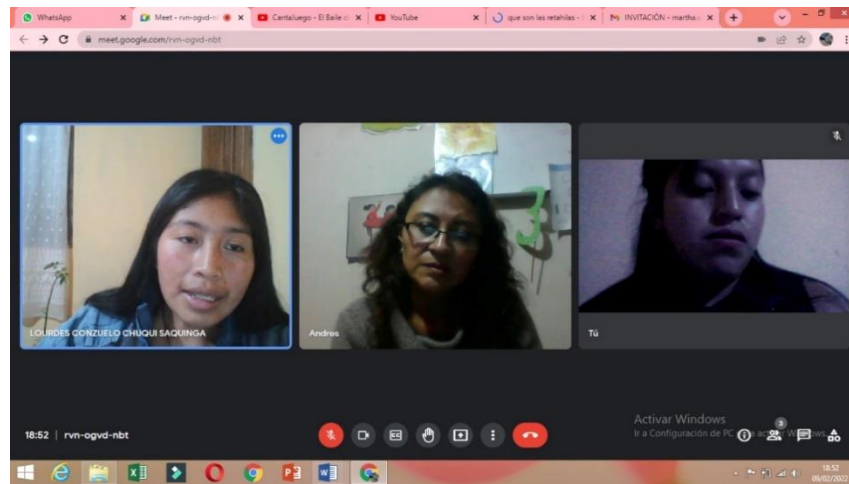 WhatsApp
Meet - rvn-ogvd-n
Cantaluego - El Baile d
YouTube
que son las retahilas -
INVITACIÓN - martha
meet.google.com/rvn-ogvd-nbt
3
LOURDES CONZUELO CHUQUI SAQUINGA
Andres
Tú
Activar Windows
Ir a Configuración de PC
18:52 | rvn-ogvd-nbt
3
18:52
09/02/2022